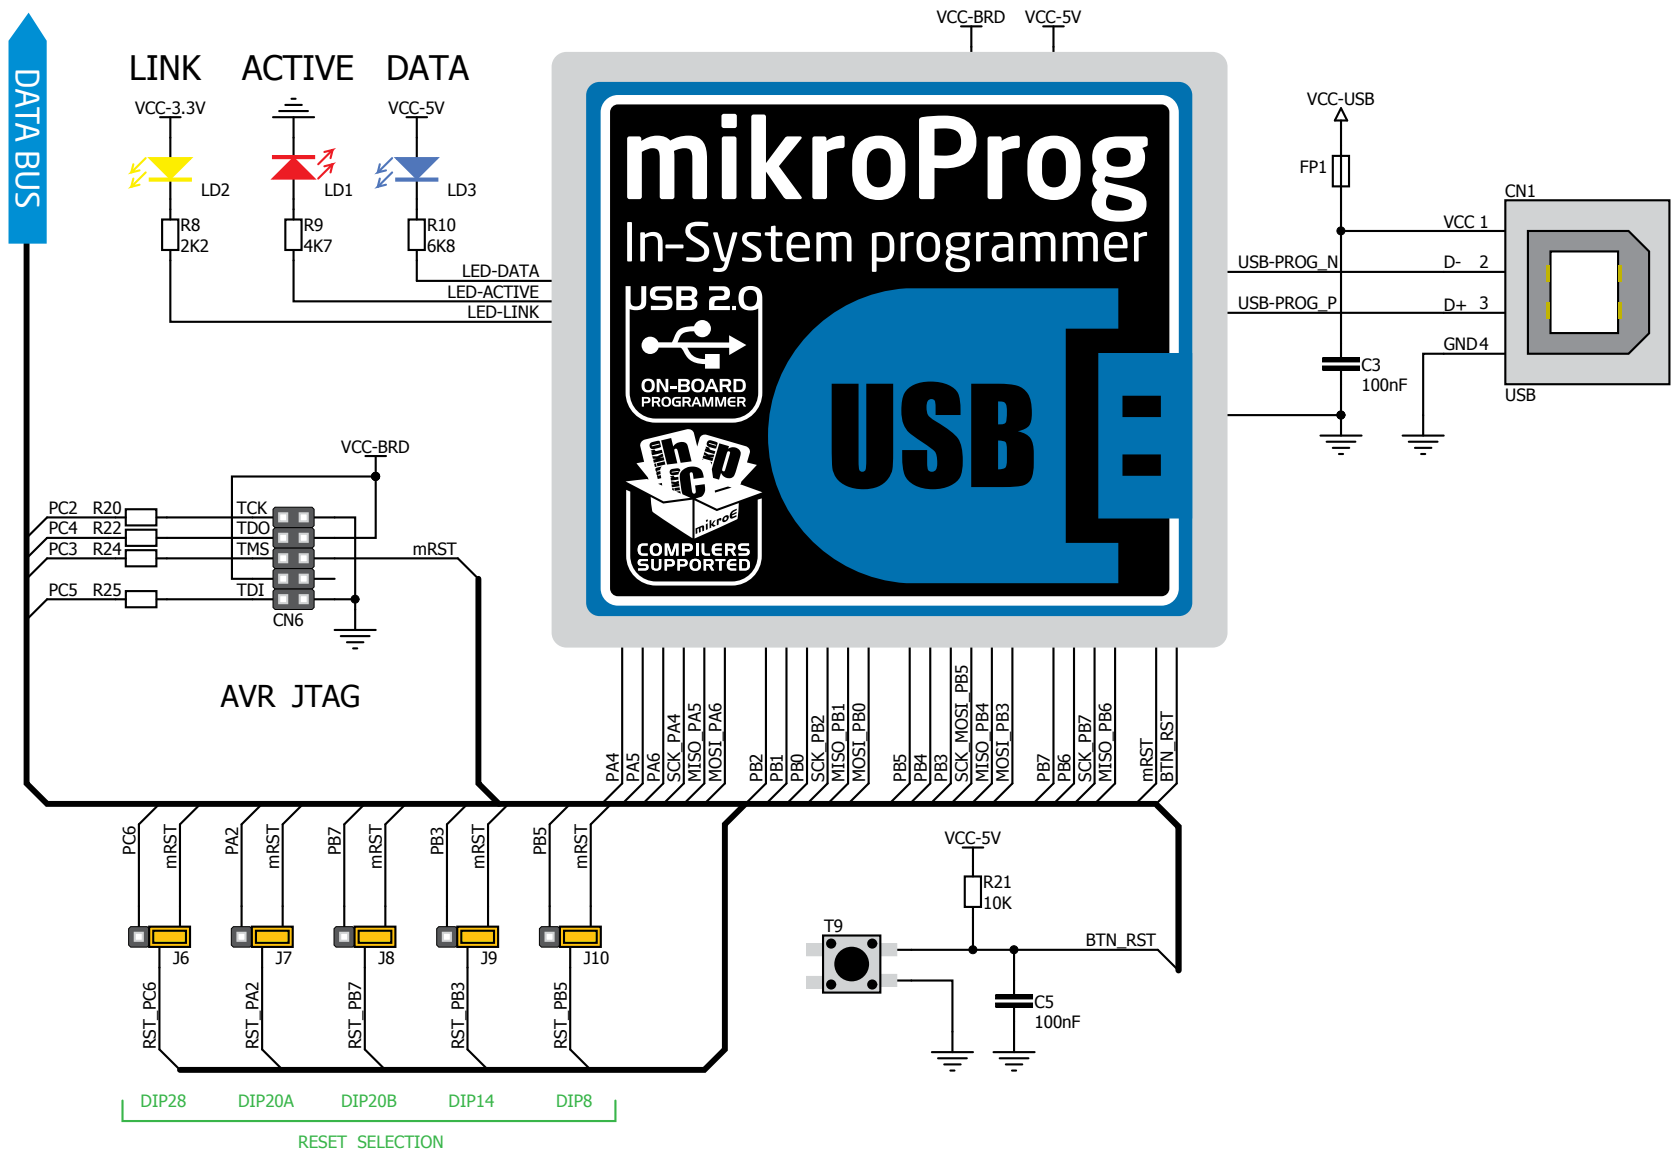 VCC-BRD VCC-5V
DATA BUS
LINK ACTIVE DATA
VCC-3.3V VCC-5V
LD2 LD1 LD3
R8 2K2
R9 4K7
R10 6K8
LED-DATA
LED-ACTIVE
LED-LINK
mikroProg
In-System programmer
USB 2.0
ON-BOARD
PROGRAMMER
COMPILERS
SUPPORTED
mikroE
h
p
c
USB
VCC-USB
FP1
CN1
VCC 1
USB-PROG_N D- 2
USB-PROG_P D+ 3
GND 4
C3
100nF
USB
VCC-BRD
PC2 R20 TCK
PC4 R22 TDO
PC3 R24 TMS mRST
PC5 R25 TDI
CN6
AVR JTAG
PA4
PA5
PA6
SCK_PA4
MISO_PA5
MOSI_PA6
PB2
PB1
PB0
SCK_PB2
MISO_PB1
MOSI_PB0
PB5
PB4
PB3
SCK_MOSI_PB5
MISO_PB4
MOSI_PB3
PB7
PB6
SCK_PB7
MISO_PB6
mRST
BTN_RST
PC6 mRST
PA2 mRST
PB7 mRST
PB3 mRST
PB5 mRST
J6 J7 J8 J9 J10
RST_PC6
RST_PA2
RST_PB7
RST_PB3
RST_PB5
VCC-5V
R21
10K
T9
BTN_RST
C5
100nF
DIP28 DIP20A DIP20B DIP14 DIP8
RESET SELECTION